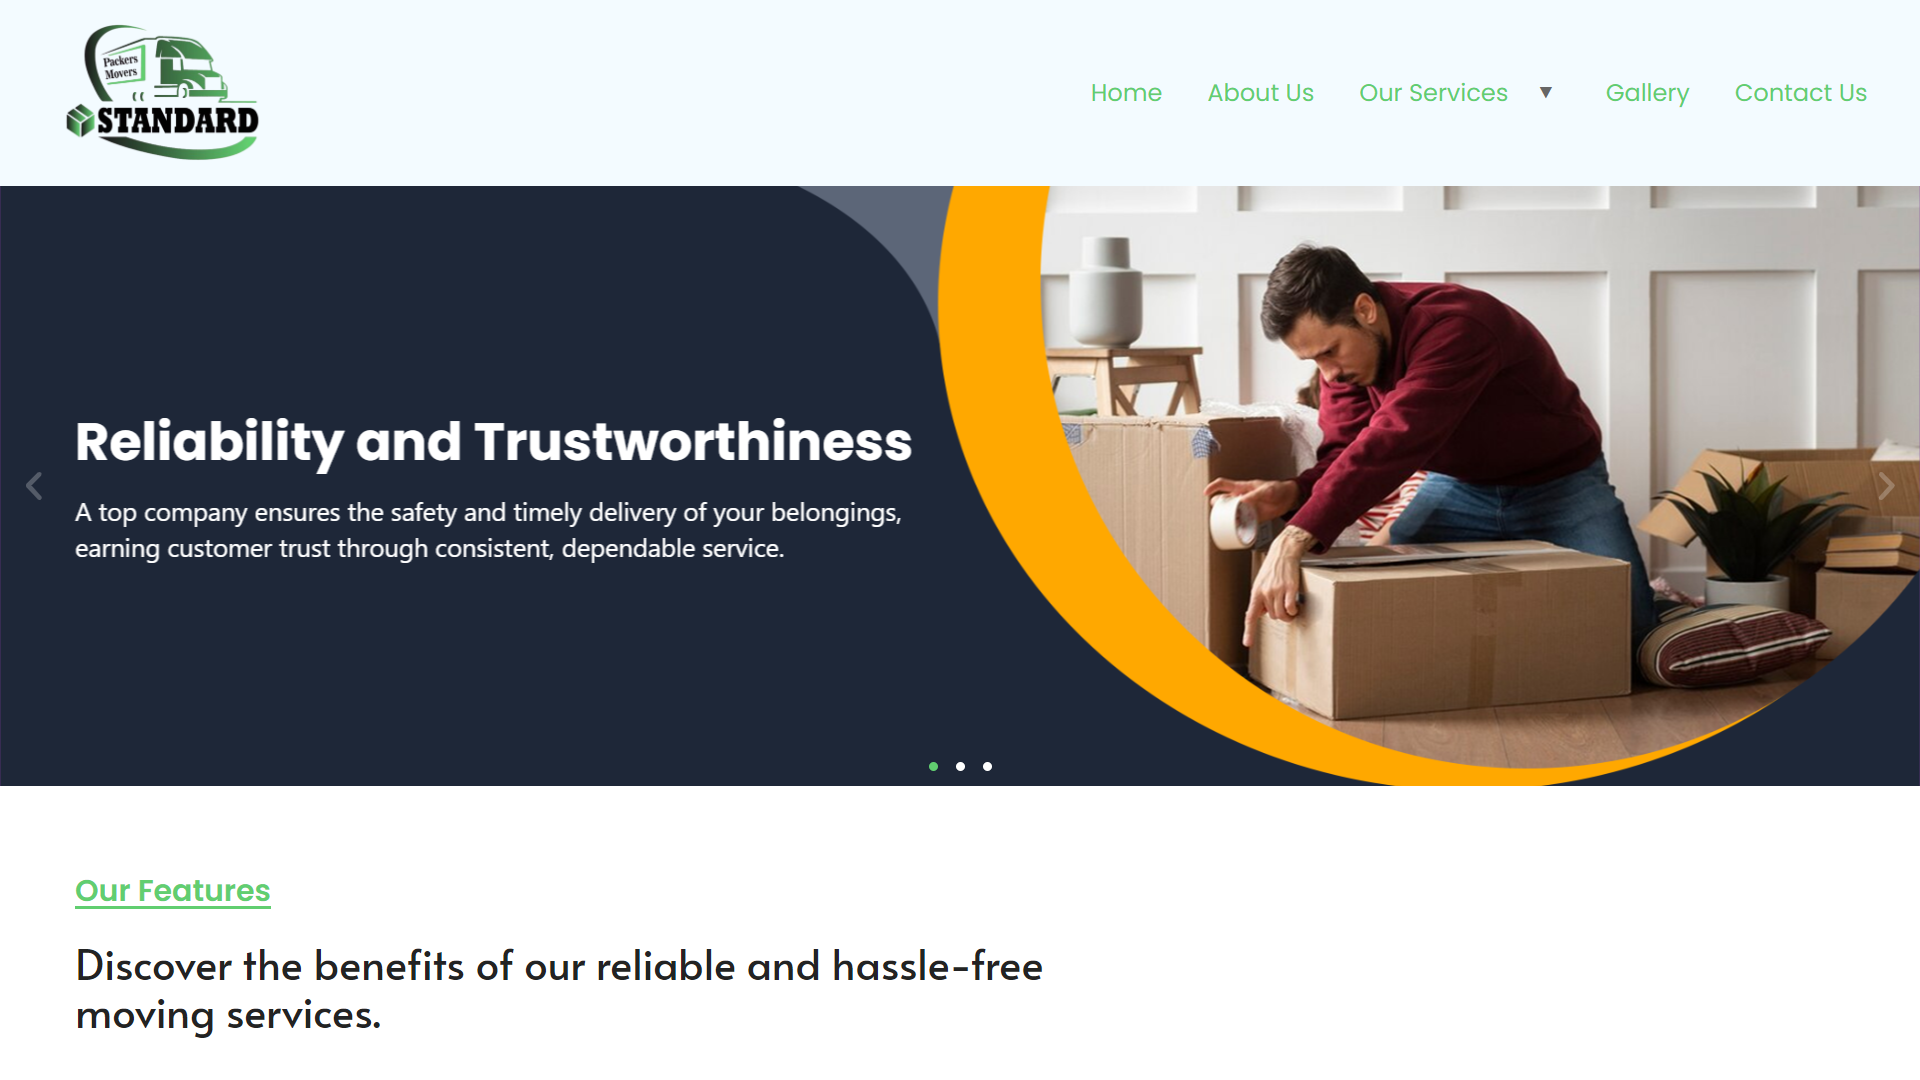 Packers
Movers
STANDARD
Home About Us Our Services ▼ Gallery Contact Us
Reliability and Trustworthiness
A top company ensures the safety and timely delivery of your belongings,
earning customer trust through consistent, dependable service.
Our Features
Discover the benefits of our reliable and hassle-free
moving services.